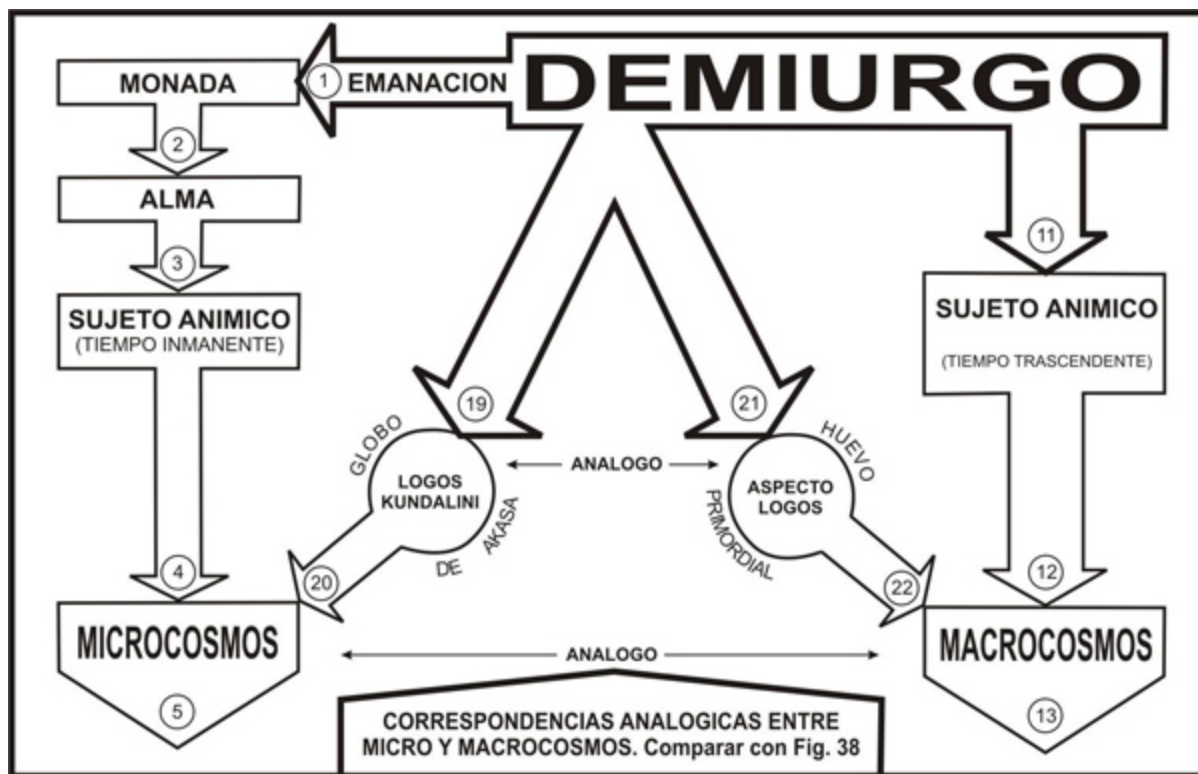 DEMIURGO
1 EMANACION
MONADA
2
ALMA
3
SUJETO ANIMICO
(TIEMPO INMANENTE)
4
MICROCOSMOS
5
11
SUJETO ANIMICO
(TIEMPO TRASCENDENTE)
12
MACROCOSMOS
13
19
GLOBO DE AKASA
LOGOS
KUNDALINI
20
ANALOGO
21
HUEVO PRIMORDIAL
ASPECTO
LOGOS
22
ANALOGO
CORRESPONDENCIAS ANALOGICAS ENTRE
MICRO Y MACROCOSMOS. Comparar con Fig. 38